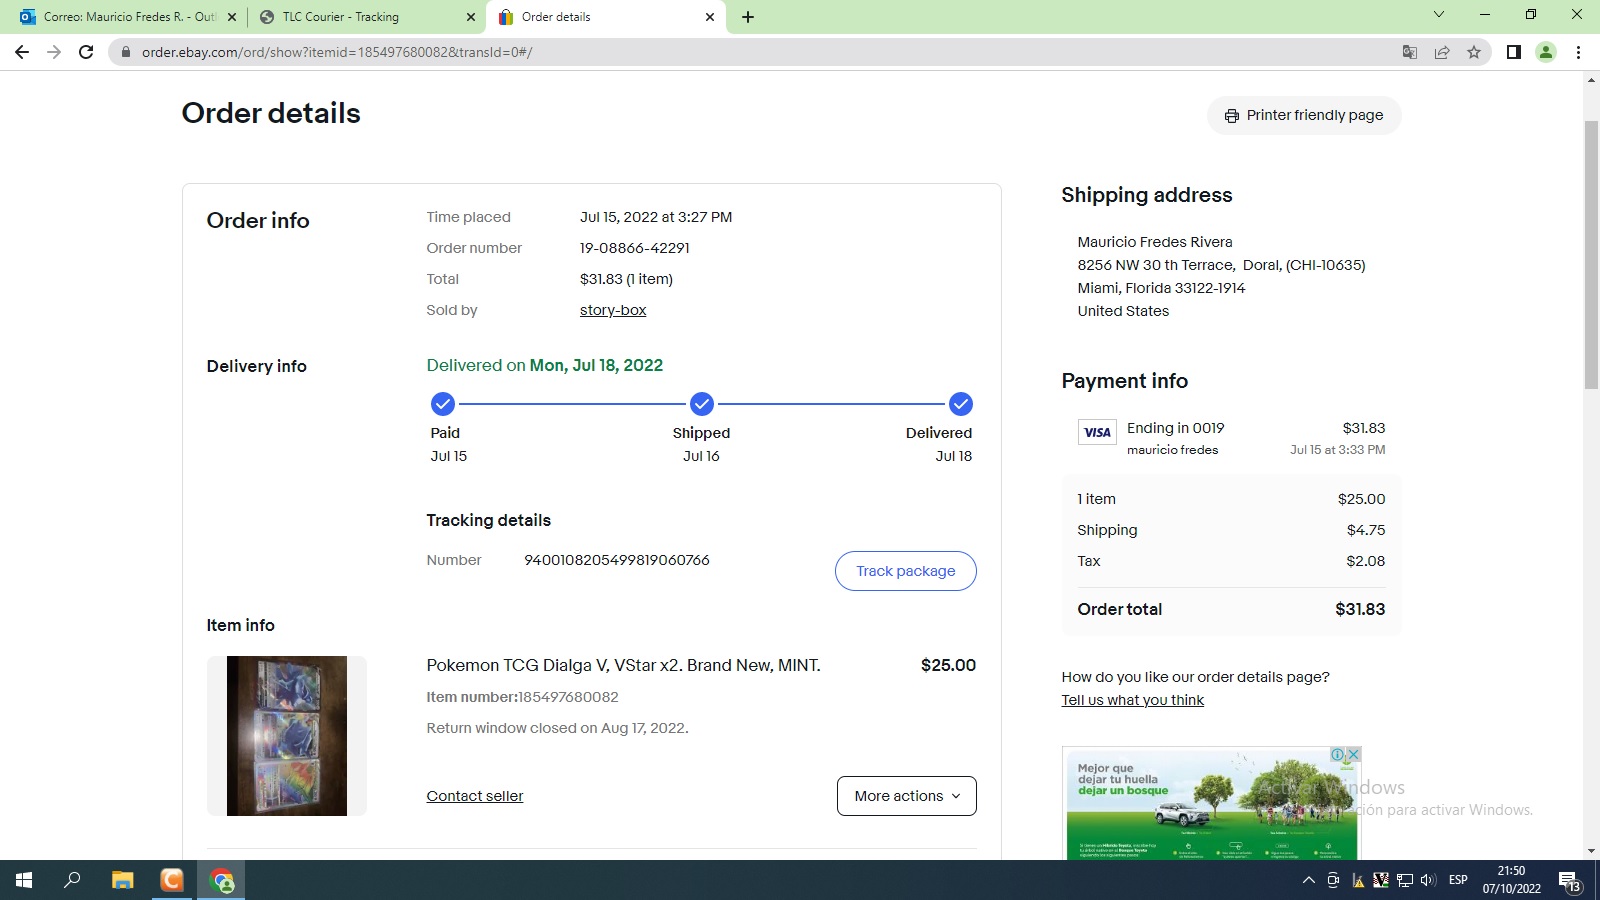 Correo: Mauricio Fredes R. - Outl
TLC Courier - Tracking
Order details
order.ebay.com/ord/show?itemid=185497680082&transId=0#/
Order details
Printer friendly page
Order info
Time placed Jul 15, 2022 at 3:27 PM
Order number 19-08866-42291
Total $31.83 (1 item)
Sold by story-box
Delivery info
Delivered on Mon, Jul 18, 2022
Paid Shipped Delivered
Jul 15 Jul 16 Jul 18
Tracking details
Number 9400108205499819060766
Track package
Item info
Pokemon TCG Dialga V, VStar x2. Brand New, MINT. $25.00
Item number:185497680082
Return window closed on Aug 17, 2022.
Contact seller
More actions
Shipping address
Mauricio Fredes Rivera
8256 NW 30 th Terrace, Doral, (CHI-10635)
Miami, Florida 33122-1914
United States
Payment info
VISA Ending in 0019 $31.83
mauricio fredes Jul 15 at 3:33 PM
1 item $25.00
Shipping $4.75
Tax $2.08
Order total $31.83
How do you like our order details page?
Tell us what you think
Mejor que
dejar tu huella
dejar un bosque
Activar Windows
ción para activar Windows.
ESP
21:50
07/10/2022
13